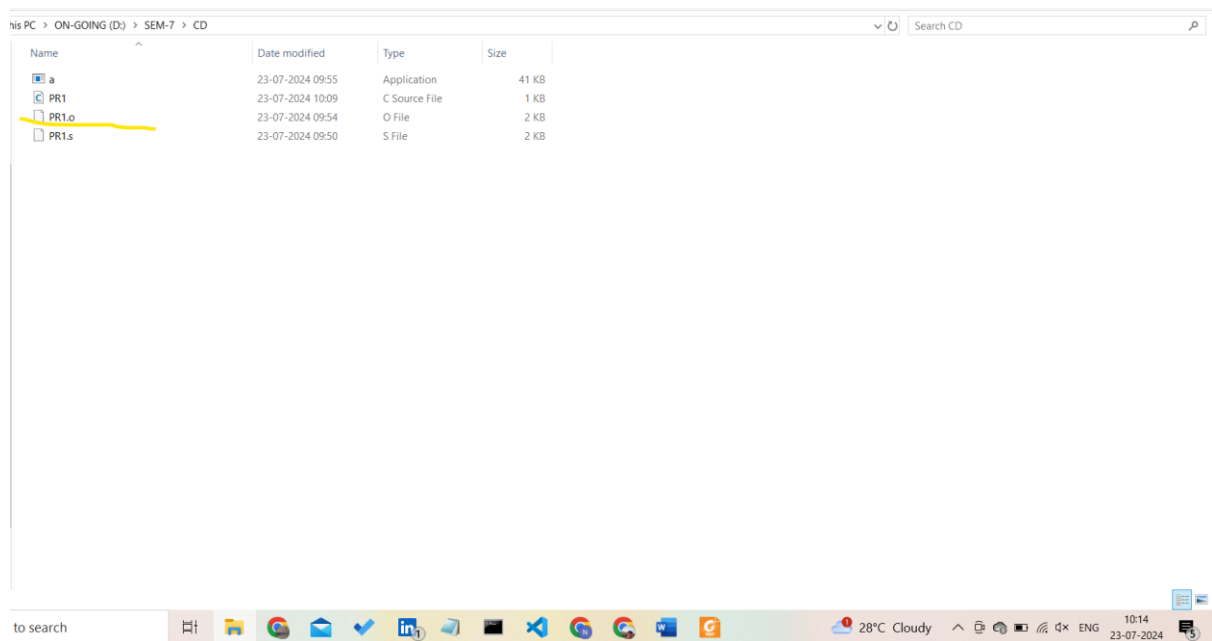 his PC > ON-GOING (D:) > SEM-7 > CD Search CD
Name Date modified Type Size
a 23-07-2024 09:55 Application 41 KB
PR1 23-07-2024 10:09 C Source File 1 KB
PR1.o 23-07-2024 09:54 O File 2 KB
PR1.s 23-07-2024 09:50 S File 2 KB
to search 28°C Cloudy ENG 10:14
23-07-2024